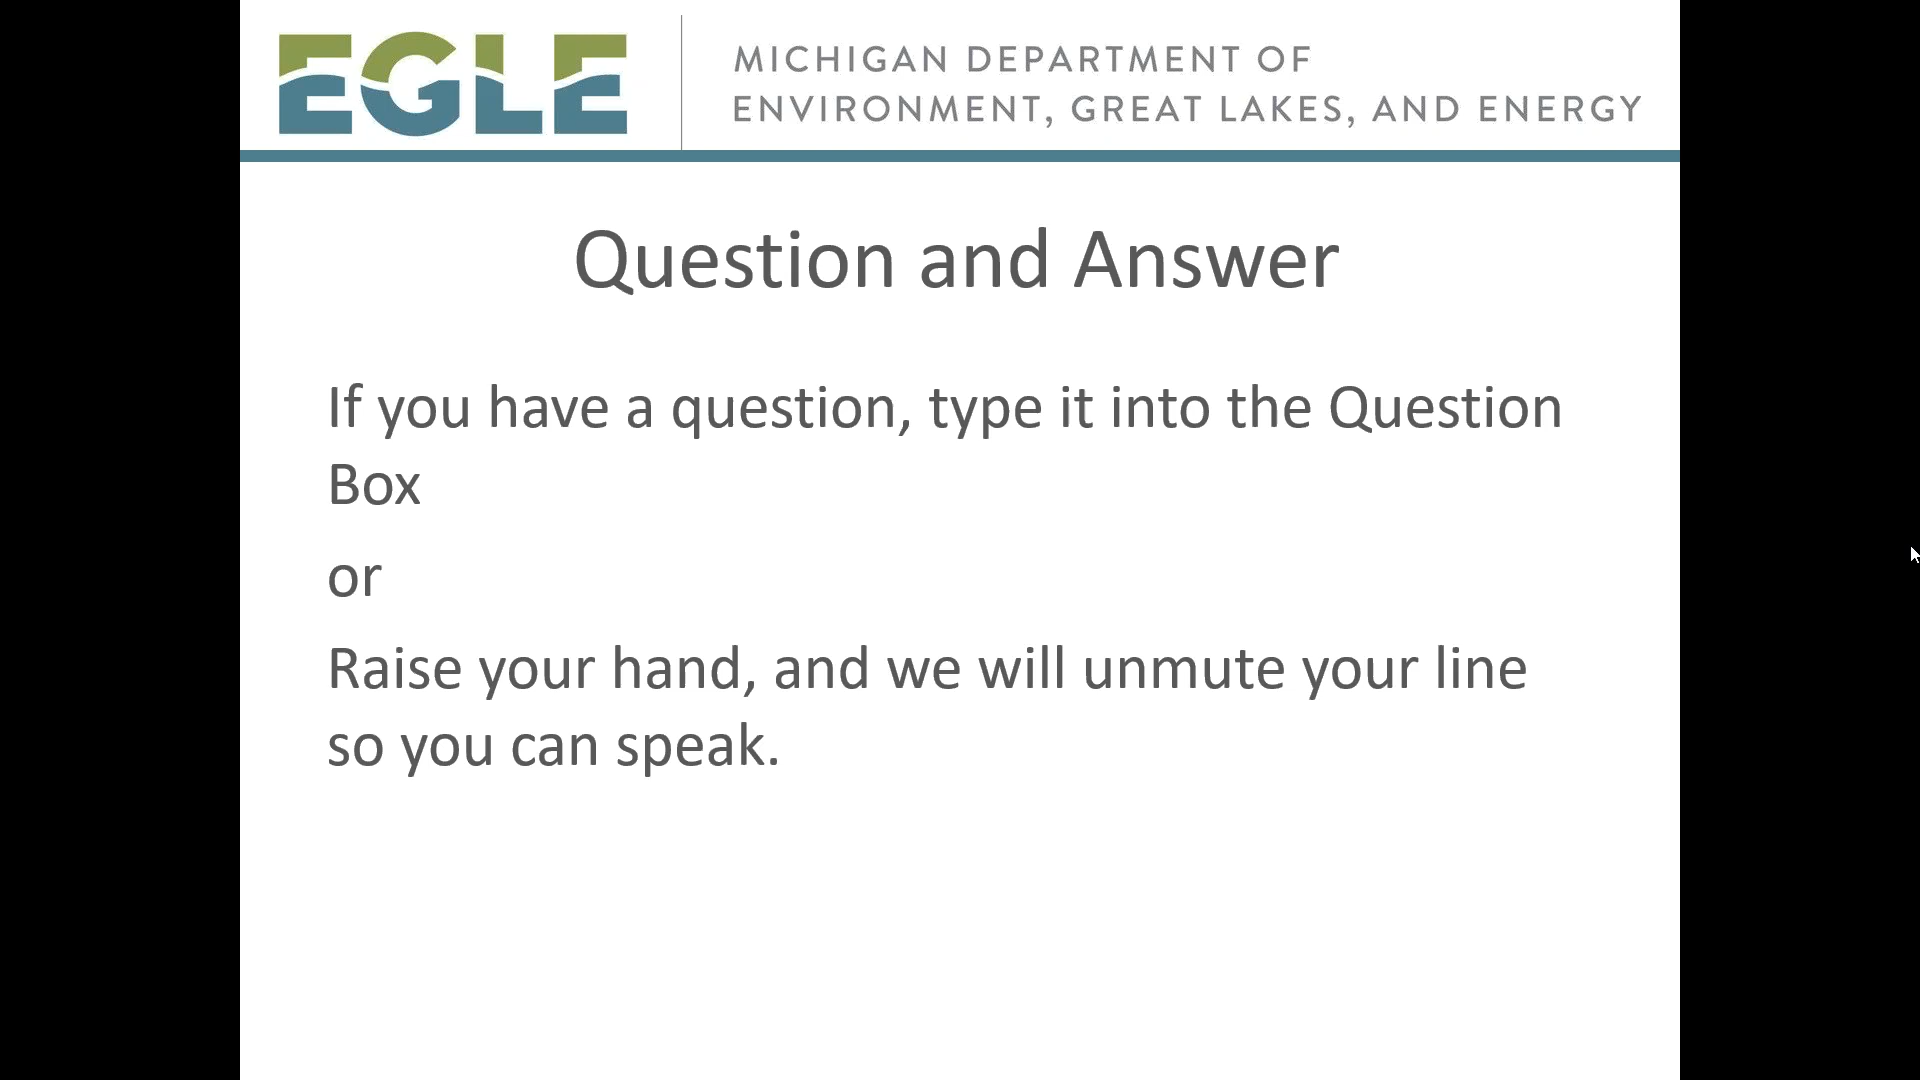 EGLE
MICHIGAN DEPARTMENT OF
ENVIRONMENT, GREAT LAKES, AND ENERGY
Question and Answer
If you have a question, type it into the Question
Box
or
Raise your hand, and we will unmute your line
so you can speak.